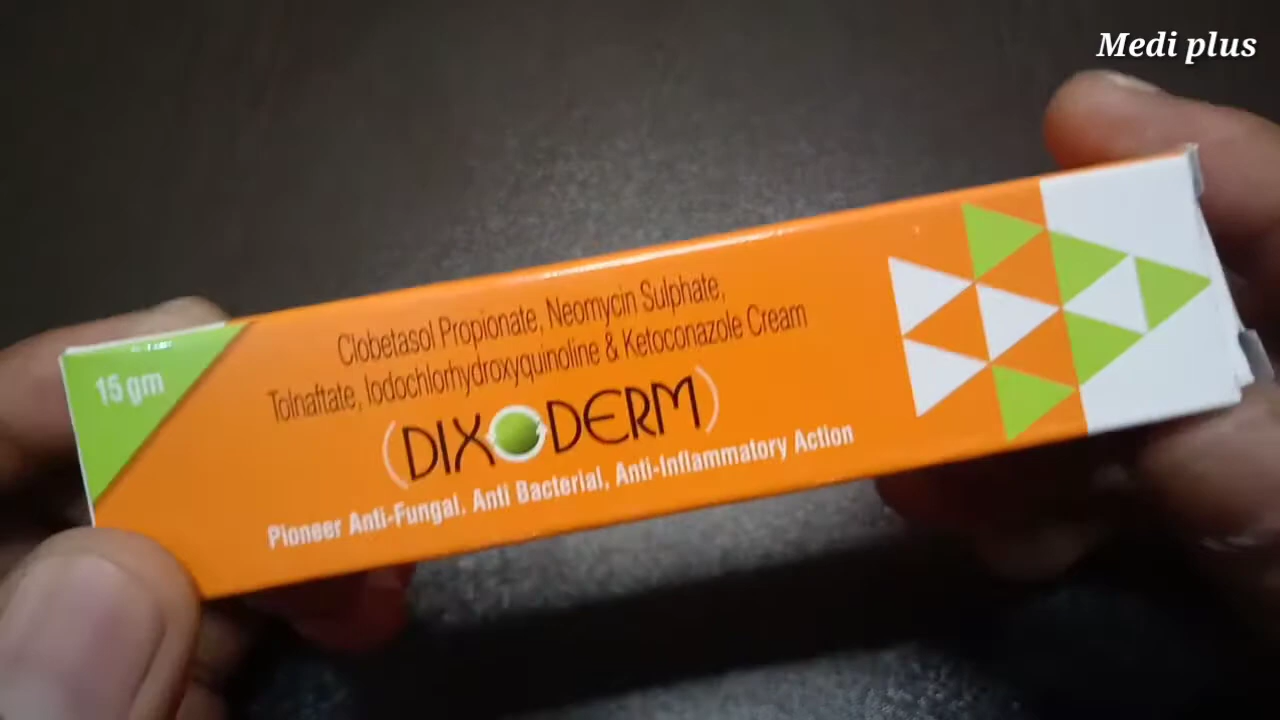 Medi plus
15 gm
Clobetasol Propionate, Neomycin Sulphate,
Tolnaftate, Iodochlorhydroxyquinoline & Ketoconazole Cream
(DIXODERM)
Pioneer Anti-Fungal, Anti Bacterial, Anti-Inflammatory Action